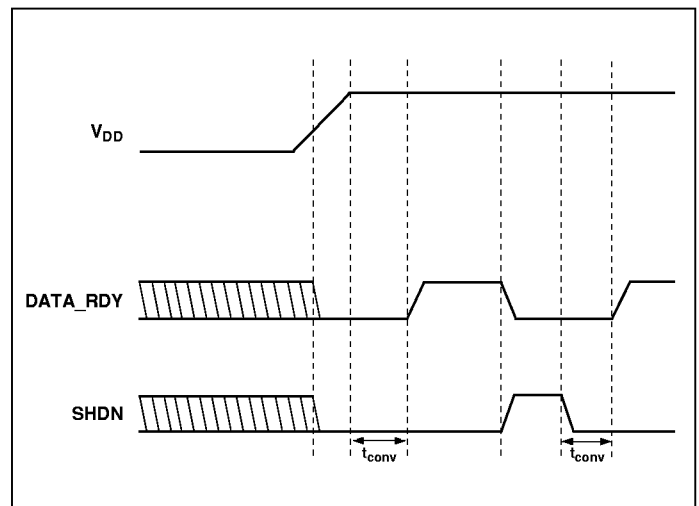 VDD
DATA_RDY
SHDN
tconv
tconv